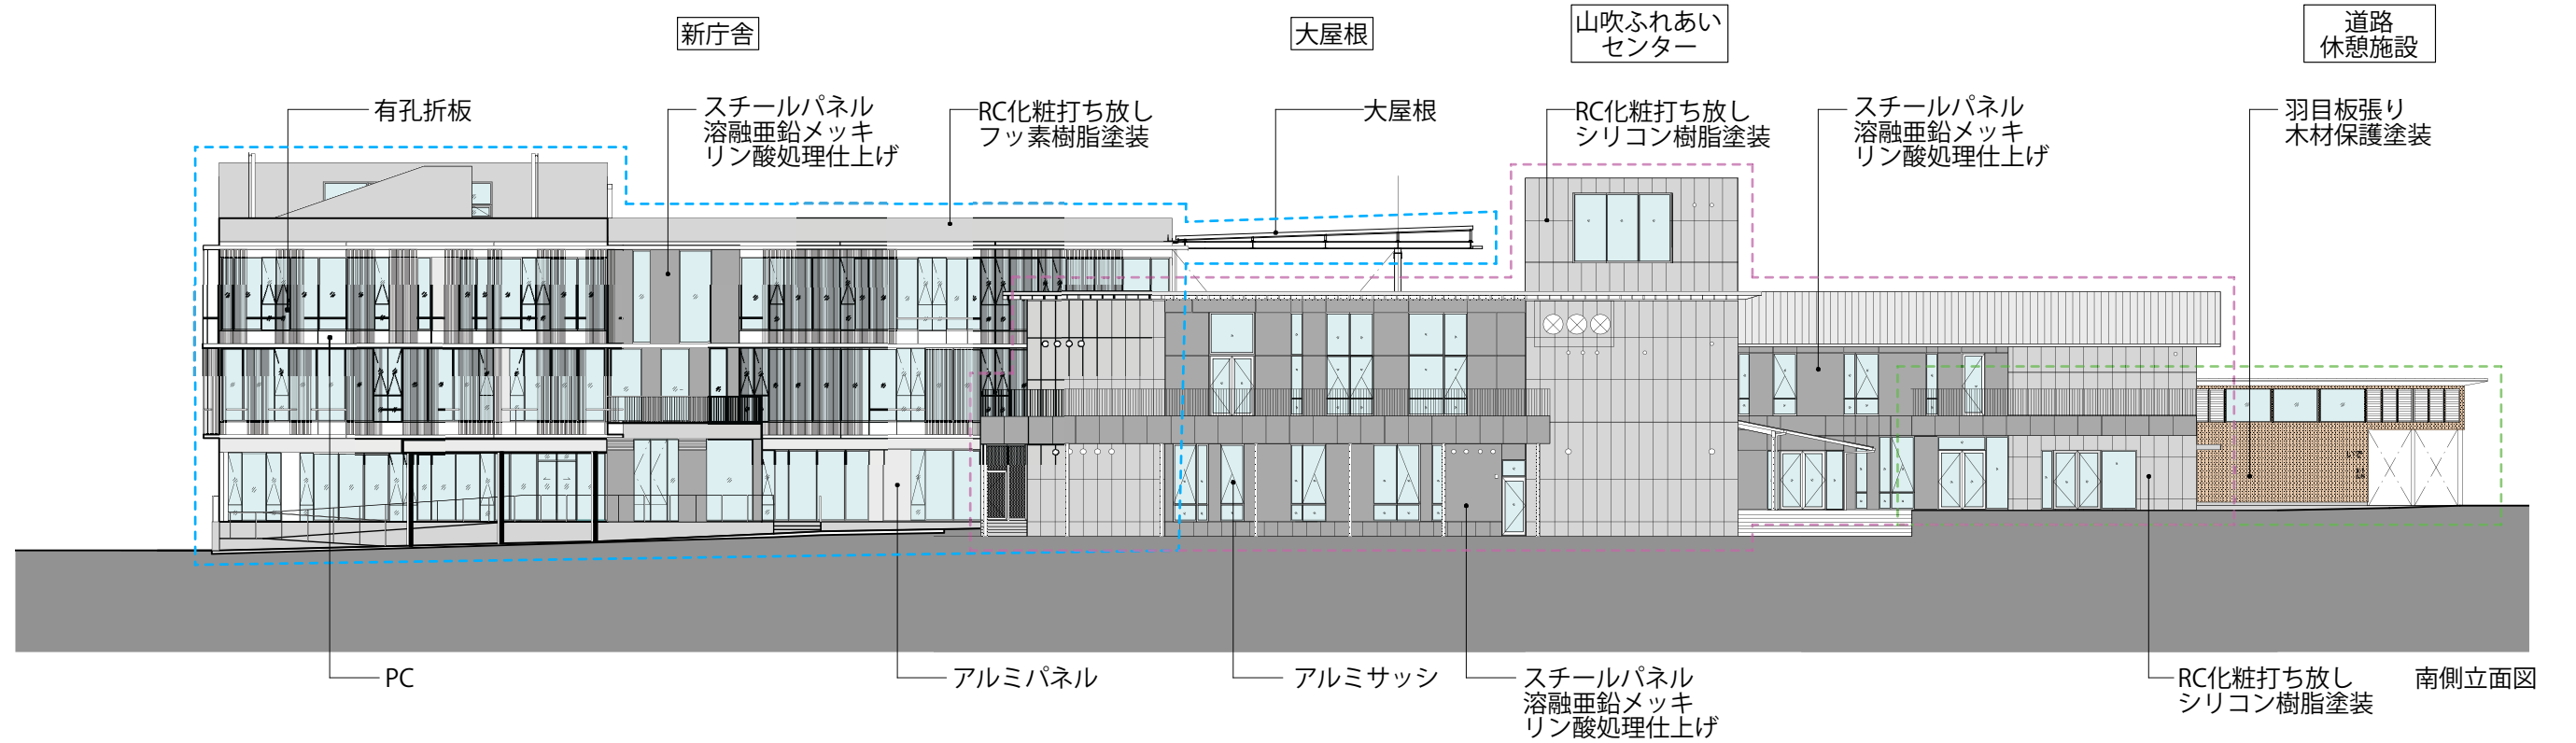 新庁舎
大屋根
山吹ふれあい
センター
道路
休憩施設
有孔折板
スチールパネル
溶融亜鉛メッキ
リン酸処理仕上げ
RC化粧打ち放し
フッ素樹脂塗装
大屋根
RC化粧打ち放し
シリコン樹脂塗装
スチールパネル
溶融亜鉛メッキ
リン酸処理仕上げ
羽目板張り
木材保護塗装
PC
アルミパネル
アルミサッシ
スチールパネル
溶融亜鉛メッキ
リン酸処理仕上げ
RC化粧打ち放し
シリコン樹脂塗装
南側立面図